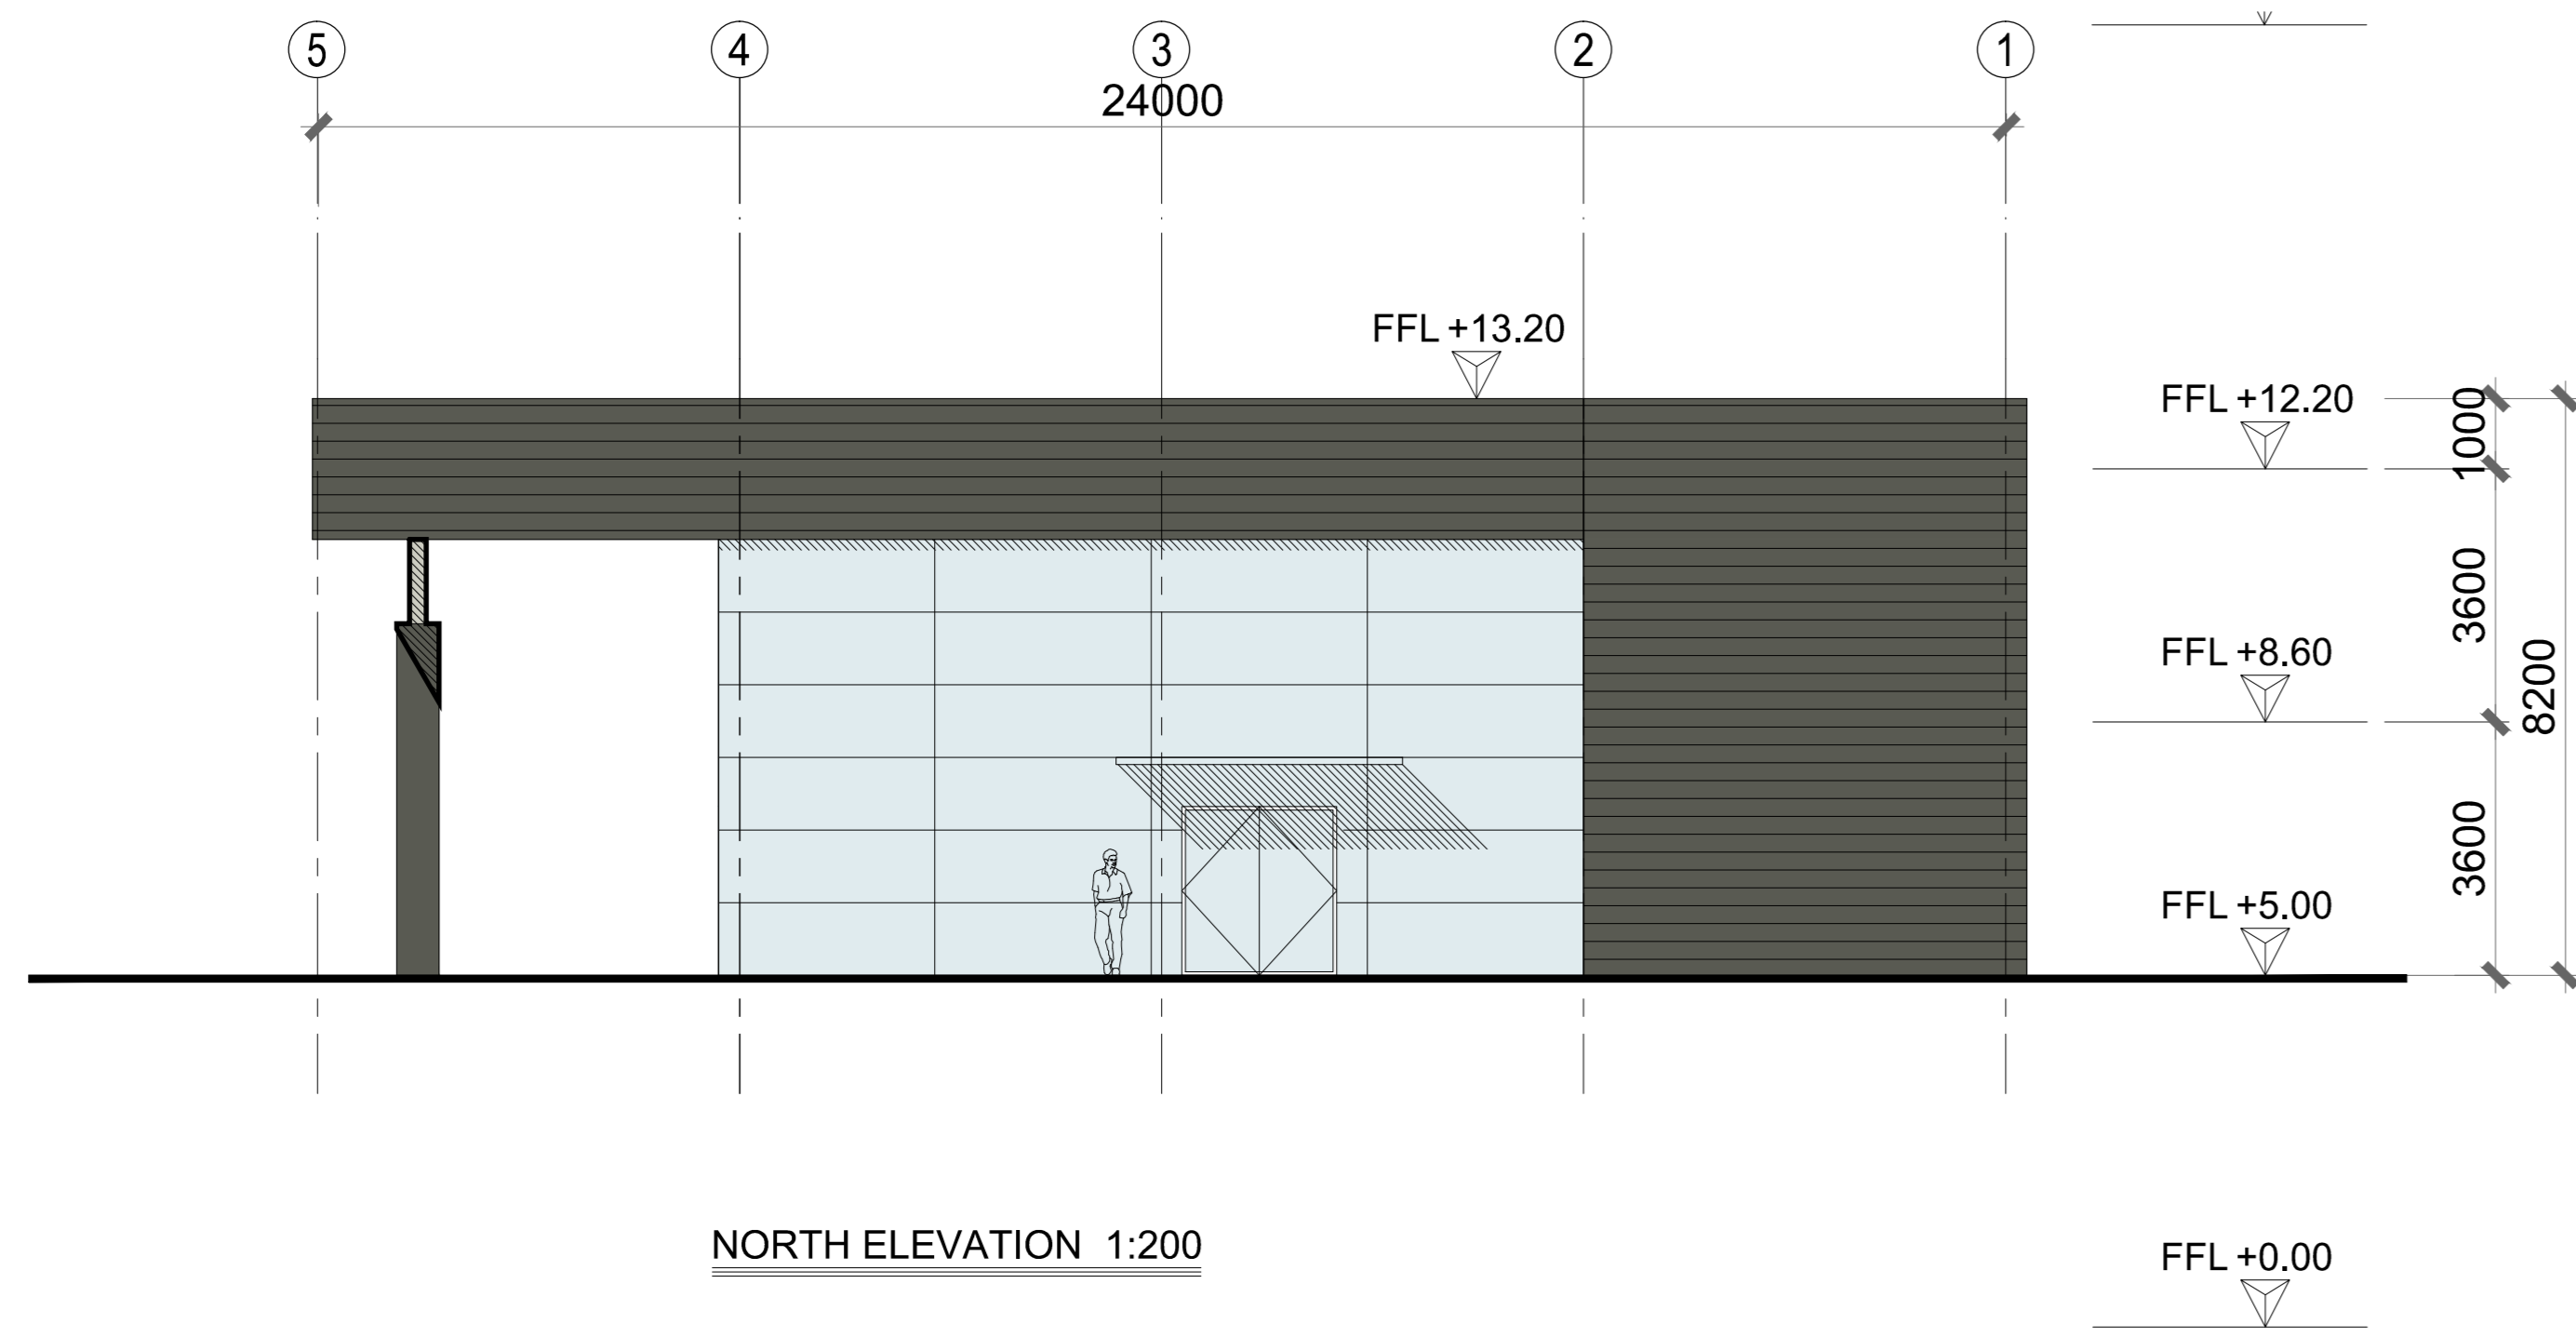 5 4 3 2 1
24000
FFL +13.20
FFL +12.20
1000
3600
FFL +8.60
8200
3600
FFL +5.00
NORTH ELEVATION 1:200
FFL +0.00